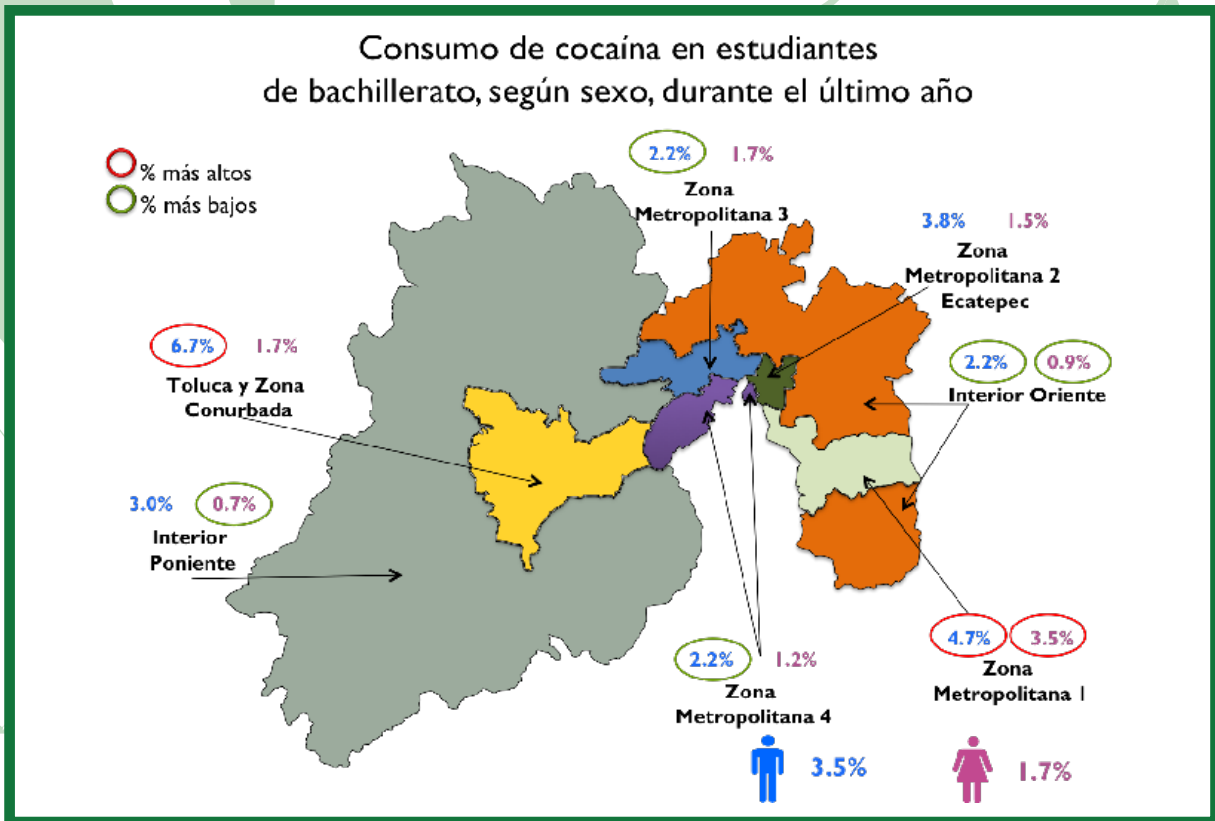 Consumo de cocaína en estudiantes
de bachillerato, según sexo, durante el último año
% más altos
% más bajos
2.2% 1.7%
Zona
Metropolitana 3
3.8% 1.5%
Zona
Metropolitana 2
Ecatepec
6.7% 1.7%
Toluca y Zona
Conurbada
2.2% 0.9%
Interior Oriente
3.0% 0.7%
Interior
Poniente
4.7% 3.5%
Zona
Metropolitana 1
2.2% 1.2%
Zona
Metropolitana 4
3.5% 1.7%